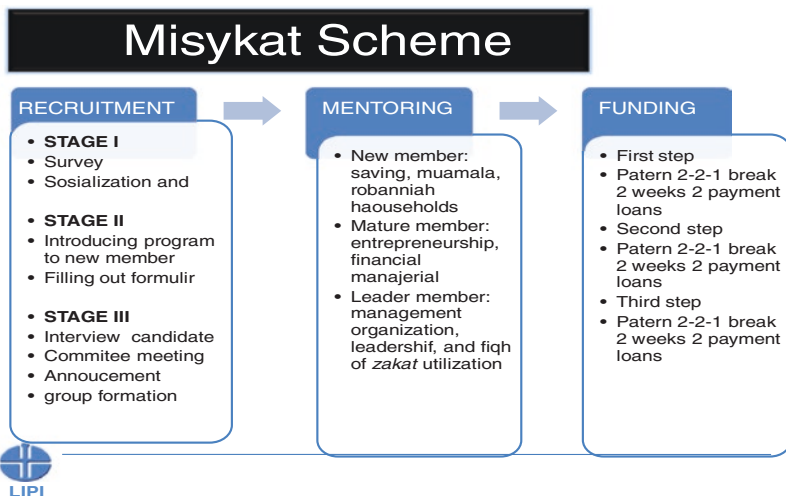 Misykat Scheme
RECRUITMENT
• STAGE I
• Survey
• Sosialization and
• STAGE II
• Introducing program
to new member
• Filling out formulir
• STAGE III
• Interview candidate
• Commitee meeting
• Annoucement
• group formation
MENTORING
• New member:
saving, muamala,
robanniah
haouseholds
• Mature member:
entrepreneurship,
financial
manajerial
• Leader member:
management
organization,
leadershif, and fiqh
of zakat utilization
FUNDING
• First step
• Patern 2-2-1 break
2 weeks 2 payment
loans
• Second step
• Patern 2-2-1 break
2 weeks 2 payment
loans
• Third step
• Patern 2-2-1 break
2 weeks 2 payment
loans
LIPI